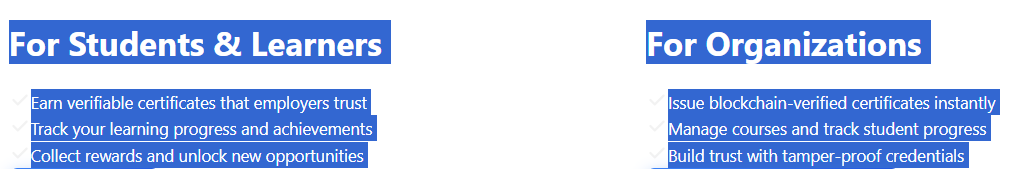 For Students & Learners
Earn verifiable certificates that employers trust
Track your learning progress and achievements
Collect rewards and unlock new opportunities
For Organizations
Issue blockchain-verified certificates instantly
Manage courses and track student progress
Build trust with tamper-proof credentials